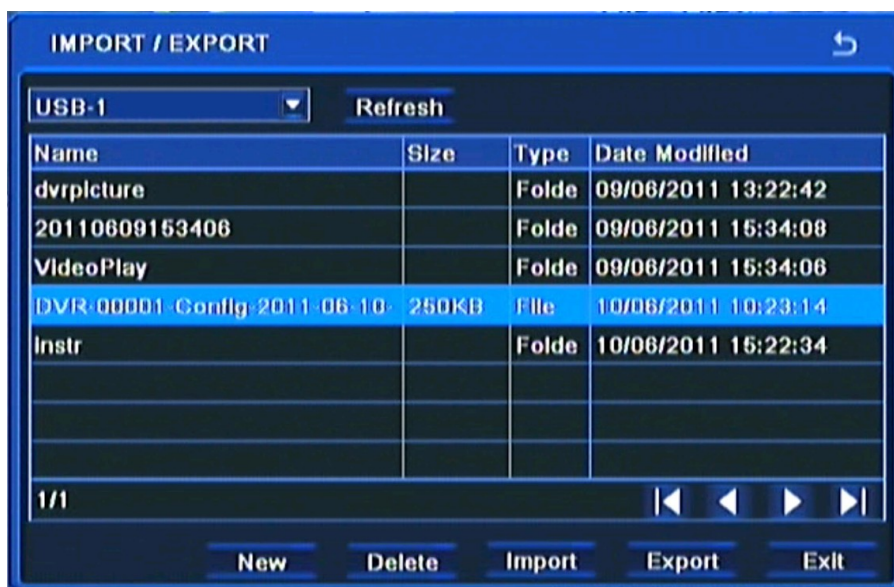 IMPORT / EXPORT
USB-1 Refresh
Name Size Type Date Modified
dvrpicture Folde 09/06/2011 13:22:42
20110609153406 Folde 09/06/2011 15:34:08
VideoPlay Folde 09/06/2011 15:34:06
DVR-00001-Config-2011-06-10- 250KB File 10/06/2011 10:23:14
instr Folde 10/06/2011 15:22:34
1/1
New Delete Import Export Exit